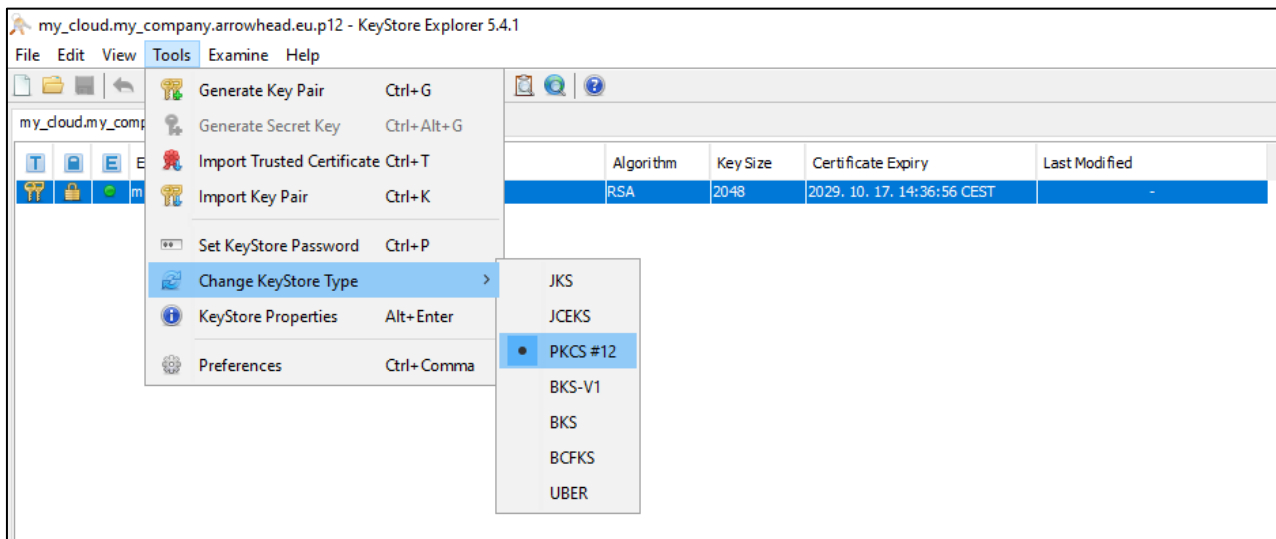 my_cloud.my_company.arrowhead.eu.p12 - KeyStore Explorer 5.4.1
File Edit View Tools Examine Help
my_cloud.my_comp
T E E Algorithm Key Size Certificate Expiry Last Modified
m RSA 2048 2029. 10. 17. 14:36:56 CEST -
Generate Key Pair Ctrl+G
Generate Secret Key Ctrl+Alt+G
Import Trusted Certificate Ctrl+T
Import Key Pair Ctrl+K
Set KeyStore Password Ctrl+P
Change KeyStore Type
KeyStore Properties Alt+Enter
Preferences Ctrl+Comma
JKS
JCEKS
PKCS #12
BKS-V1
BKS
BCFKS
UBER